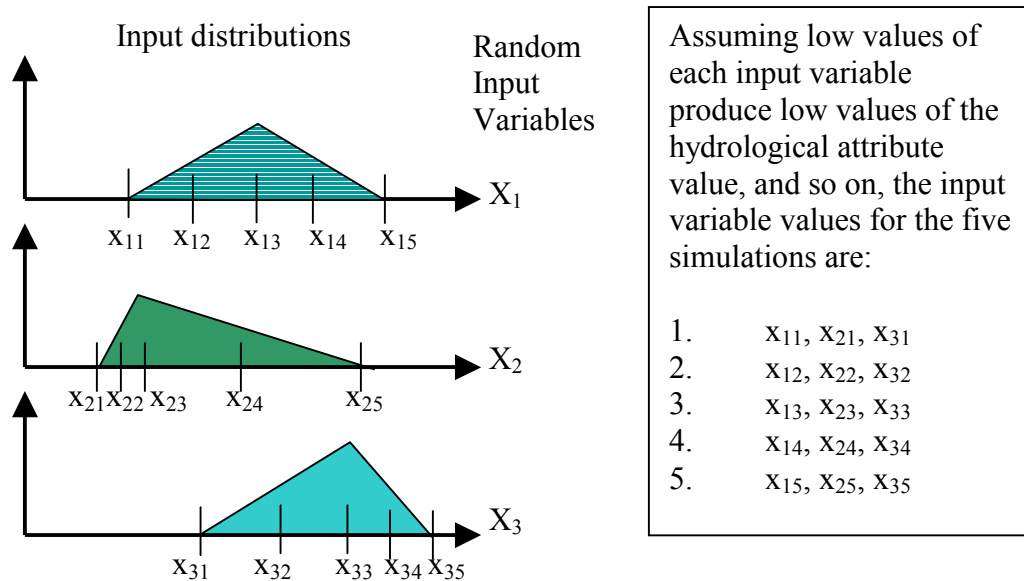 Input distributions
Random
Input
Variables
X₁
x₁₁ x₁₂ x₁₃ x₁₄ x₁₅
X₂
x₂₁ x₂₂ x₂₃ x₂₄ x₂₅
X₃
x₃₁ x₃₂ x₃₃ x₃₄ x₃₅
Assuming low values of
each input variable
produce low values of the
hydrological attribute
value, and so on, the input
variable values for the five
simulations are:
1. x₁₁, x₂₁, x₃₁
2. x₁₂, x₂₂, x₃₂
3. x₁₃, x₂₃, x₃₃
4. x₁₄, x₂₄, x₃₄
5. x₁₅, x₂₅, x₃₅